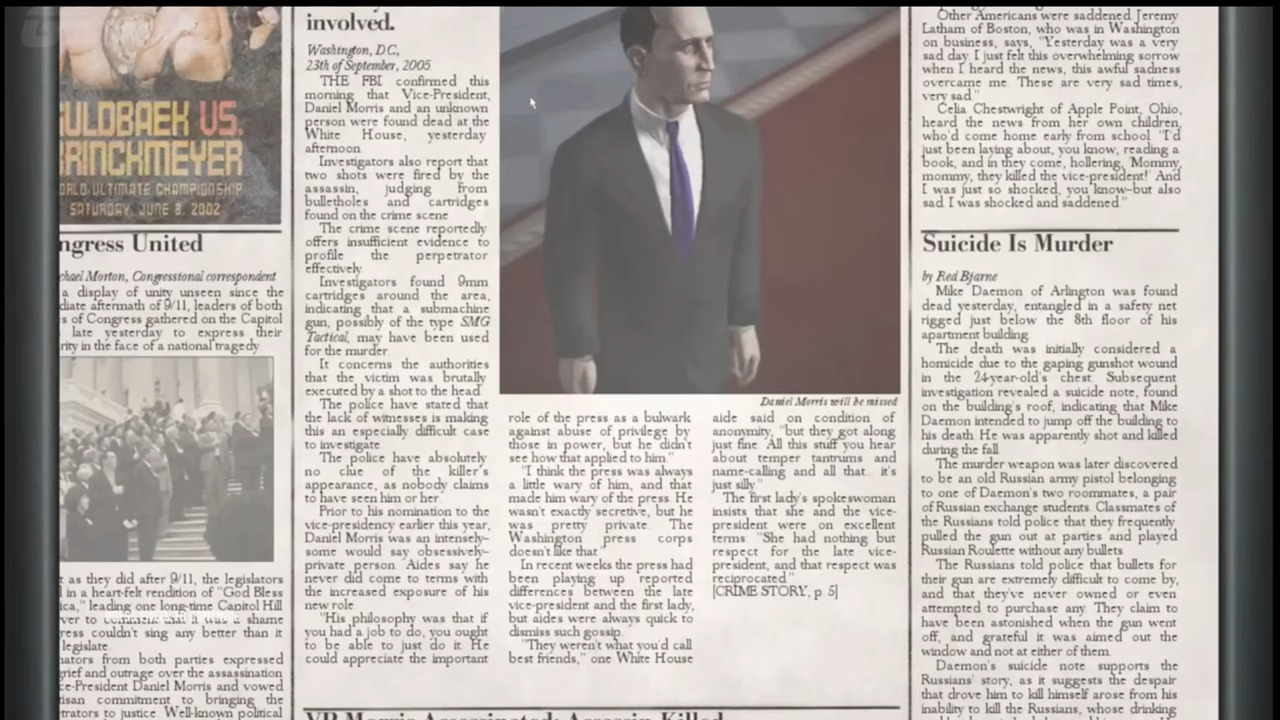 ULDBAEK VS.
RINCKMEYER
ORLD ULTIMATE CHAMPIONSHIP
SATURDAY, JUNE 8, 2002
ngress United
chael Morton, Congressional correspondent
a display of unity unseen since the
diate aftermath of 9/11, leaders of both
s of Congress gathered on the Capitol
late yesterday to express their
rity in the face of a national tragedy.
t as they did after 9/11, the legislators
l in a heart-felt rendition of "God Bless
ica," leading one long-time Capitol Hill
ver to comment that it was a shame
ress couldn't sing any better than it
legislate.
nators from both parties expressed
grief and outrage over the assassination
ce-President Daniel Morris and vowed
tisan commitment to bringing the
trators to justice. Well-known political
involved.
Washington, D.C,
23th of September, 2005
THE FBI confirmed this
morning that Vice-President,
Daniel Morris and an unknown
person were found dead at the
White House, yesterday
afternoon.
Investigators also report that
two shots were fired by the
assassin, judging from
bulletholes and cartridges
found on the crime scene.
The crime scene reportedly
offers insufficient evidence to
profile the perpetrator
effectively.
Investigators found 9mm
cartridges around the area,
indicating that a submachine
gun, possibly of the type SMG
Tactical, may have been used
for the murder.
It concerns the authorities
that the victim was brutally
executed by a shot to the head.
The police have stated that
the lack of witnesses is making
this an especially difficult case
to investigate.
The police have absolutely
no clue of the killer's
appearance, as nobody claims
to have seen him or her.
Prior to his nomination to the
vice-presidency earlier this year,
Daniel Morris was an intensely-
some would say obsessively-
private person. Aides say he
never did come to terms with
the increased exposure of his
new role.
"His philosophy was that if
you had a job to do, you ought
to be able to just do it. He
could appreciate the important
Daniel Morris will be missed
role of the press as a bulwark
against abuse of privilege by
those in power, but he didn't
see how that applied to him."
"I think the press was always
a little wary of him, and that
made him wary of the press. He
wasn't exactly secretive, but he
was pretty private. The
Washington press corps
doesn't like that."
In recent weeks the press had
been playing up reported
differences between the late
vice-president and the first lady,
but aides were always quick to
dismiss such gossip.
"They weren't what you'd call
best friends," one White House
aide said on condition of
anonymity, "but they got along
just fine. All this stuff you hear
about temper tantrums and
name-calling and all that... it's
just silly."
The first lady's spokeswoman
insists that she and the vice-
president were on excellent
terms. "She had nothing but
respect for the late vice-
president, and that respect was
reciprocated."
[CRIME STORY, p. 5]
VP Morris Assassinated; Assassin Killed
Other Americans were saddened. Jeremy
Latham of Boston, who was in Washington
on business, says, "Yesterday was a very
sad day. I just felt this overwhelming sorrow
when I heard the news, this awful sadness
overcame me. These are very sad times,
very sad."
Celia Chestwright of Apple Point, Ohio,
heard the news from her own children,
who'd come home early from school. "I'd
just been laying about, you know, reading a
book, and in they come, hollering, 'Mommy,
mommy, they killed the vice-president!' And
I was just so shocked, you know-but also
sad. I was shocked and saddened."
Suicide Is Murder
by Red Bjarne
Mike Daemon of Arlington was found
dead yesterday, entangled in a safety net
rigged just below the 8th floor of his
apartment building.
The death was initially considered a
homicide due to the gaping gunshot wound
in the 24-year-old's chest. Subsequent
investigation revealed a suicide note, found
on the building's roof, indicating that Mike
Daemon intended to jump off the building to
his death. He was apparently shot and killed
during the fall.
The murder weapon was later discovered
to be an old Russian army pistol belonging
to one of Daemon's two roommates, a pair
of Russian exchange students. Classmates of
the Russians told police that they frequently
pulled the gun out at parties and played
Russian Roulette without any bullets.
The Russians told police that bullets for
their gun are extremely difficult to come by,
and that they've never owned or even
attempted to purchase any. They claim to
have been astonished when the gun went
off, and grateful it was aimed out the
window and not at either of them.
Daemon's suicide note supports the
Russians' story, as it suggests the despair
that drove him to kill himself arose from his
inability to kill the Russians, whose drinking